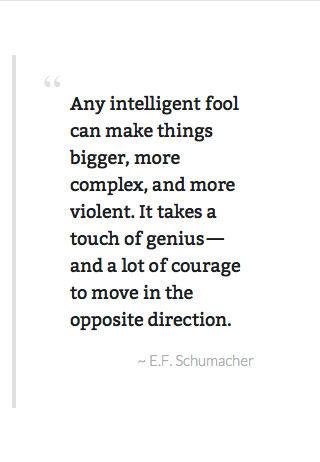 “
Any intelligent fool
can make things
bigger, more
complex, and more
violent. It takes a
touch of genius—
and a lot of courage
to move in the
opposite direction.
~ E.F. Schumacher